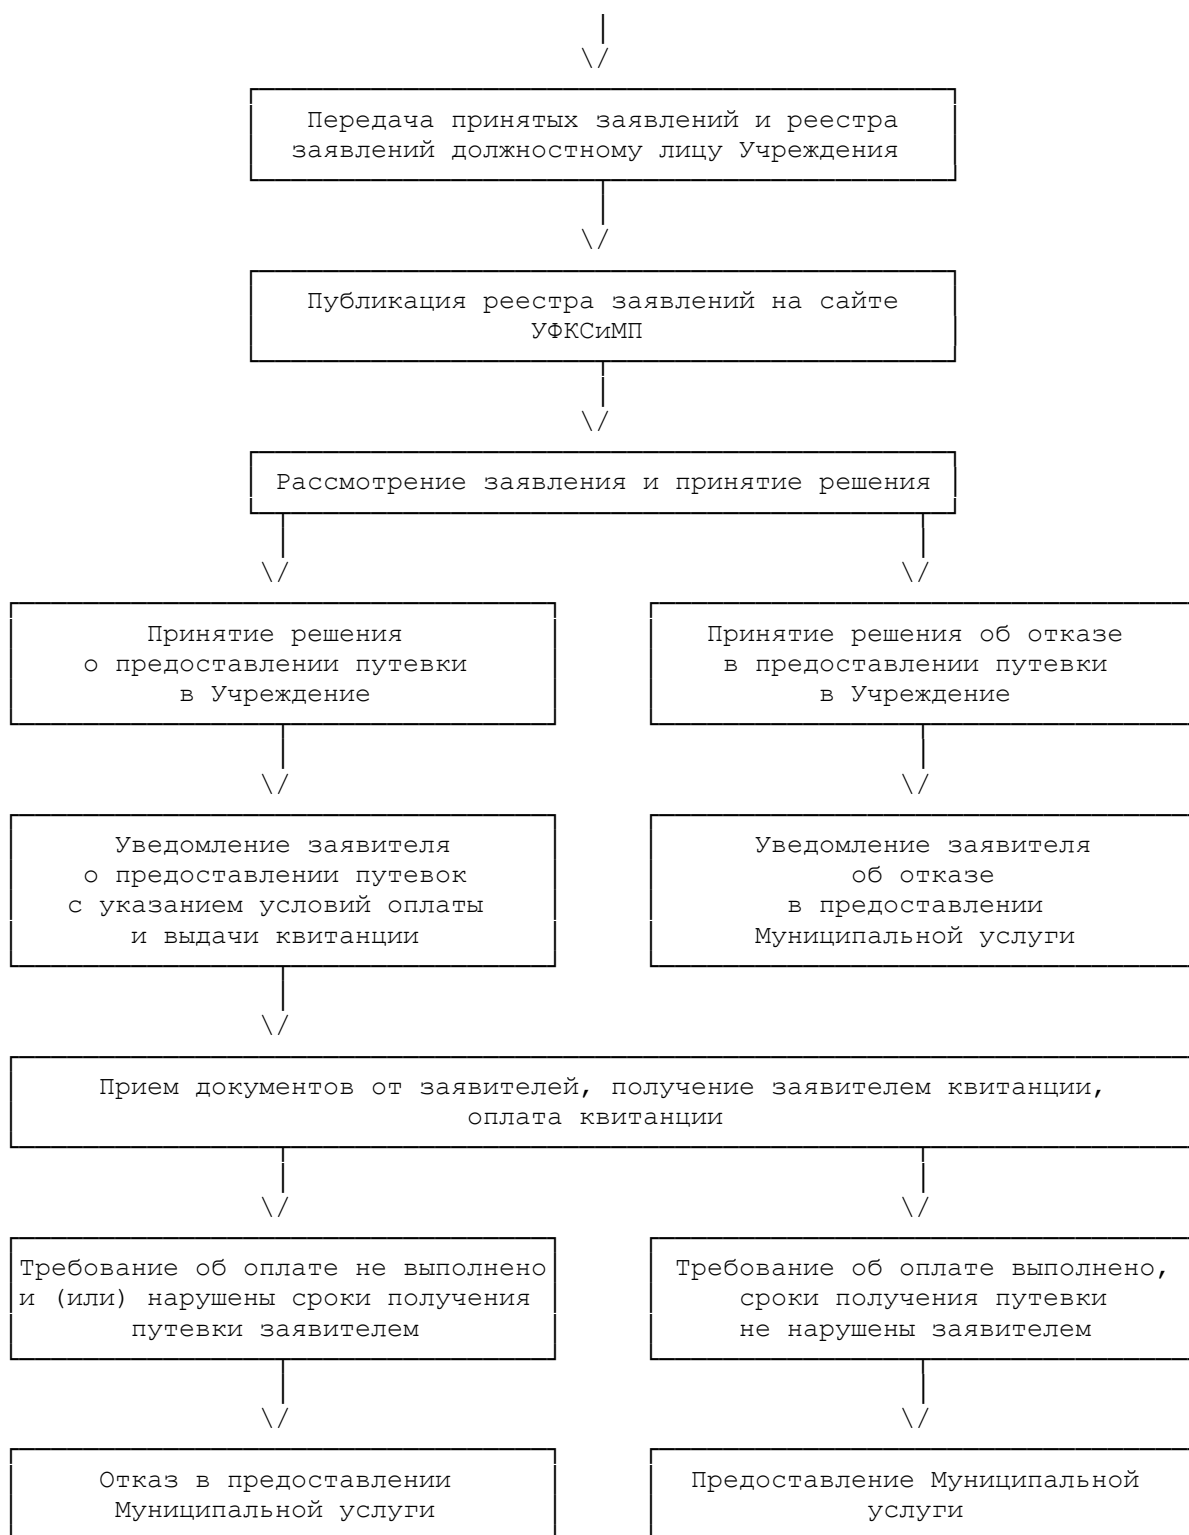 Передача принятых заявлений и реестра
заявлений должностному лицу Учреждения
Публикация реестра заявлений на сайте
УФКСиМП
Рассмотрение заявления и принятие решения
Принятие решения
о предоставлении путевки
в Учреждение
Принятие решения об отказе
в предоставлении путевки
в Учреждение
Уведомление заявителя
о предоставлении путевок
с указанием условий оплаты
и выдачи квитанции
Уведомление заявителя
об отказе
в предоставлении
Муниципальной услуги
Прием документов от заявителей, получение заявителем квитанции,
оплата квитанции
Требование об оплате не выполнено
и (или) нарушены сроки получения
путевки заявителем
Требование об оплате выполнено,
сроки получения путевки
не нарушены заявителем
Отказ в предоставлении
Муниципальной услуги
Предоставление Муниципальной
услуги